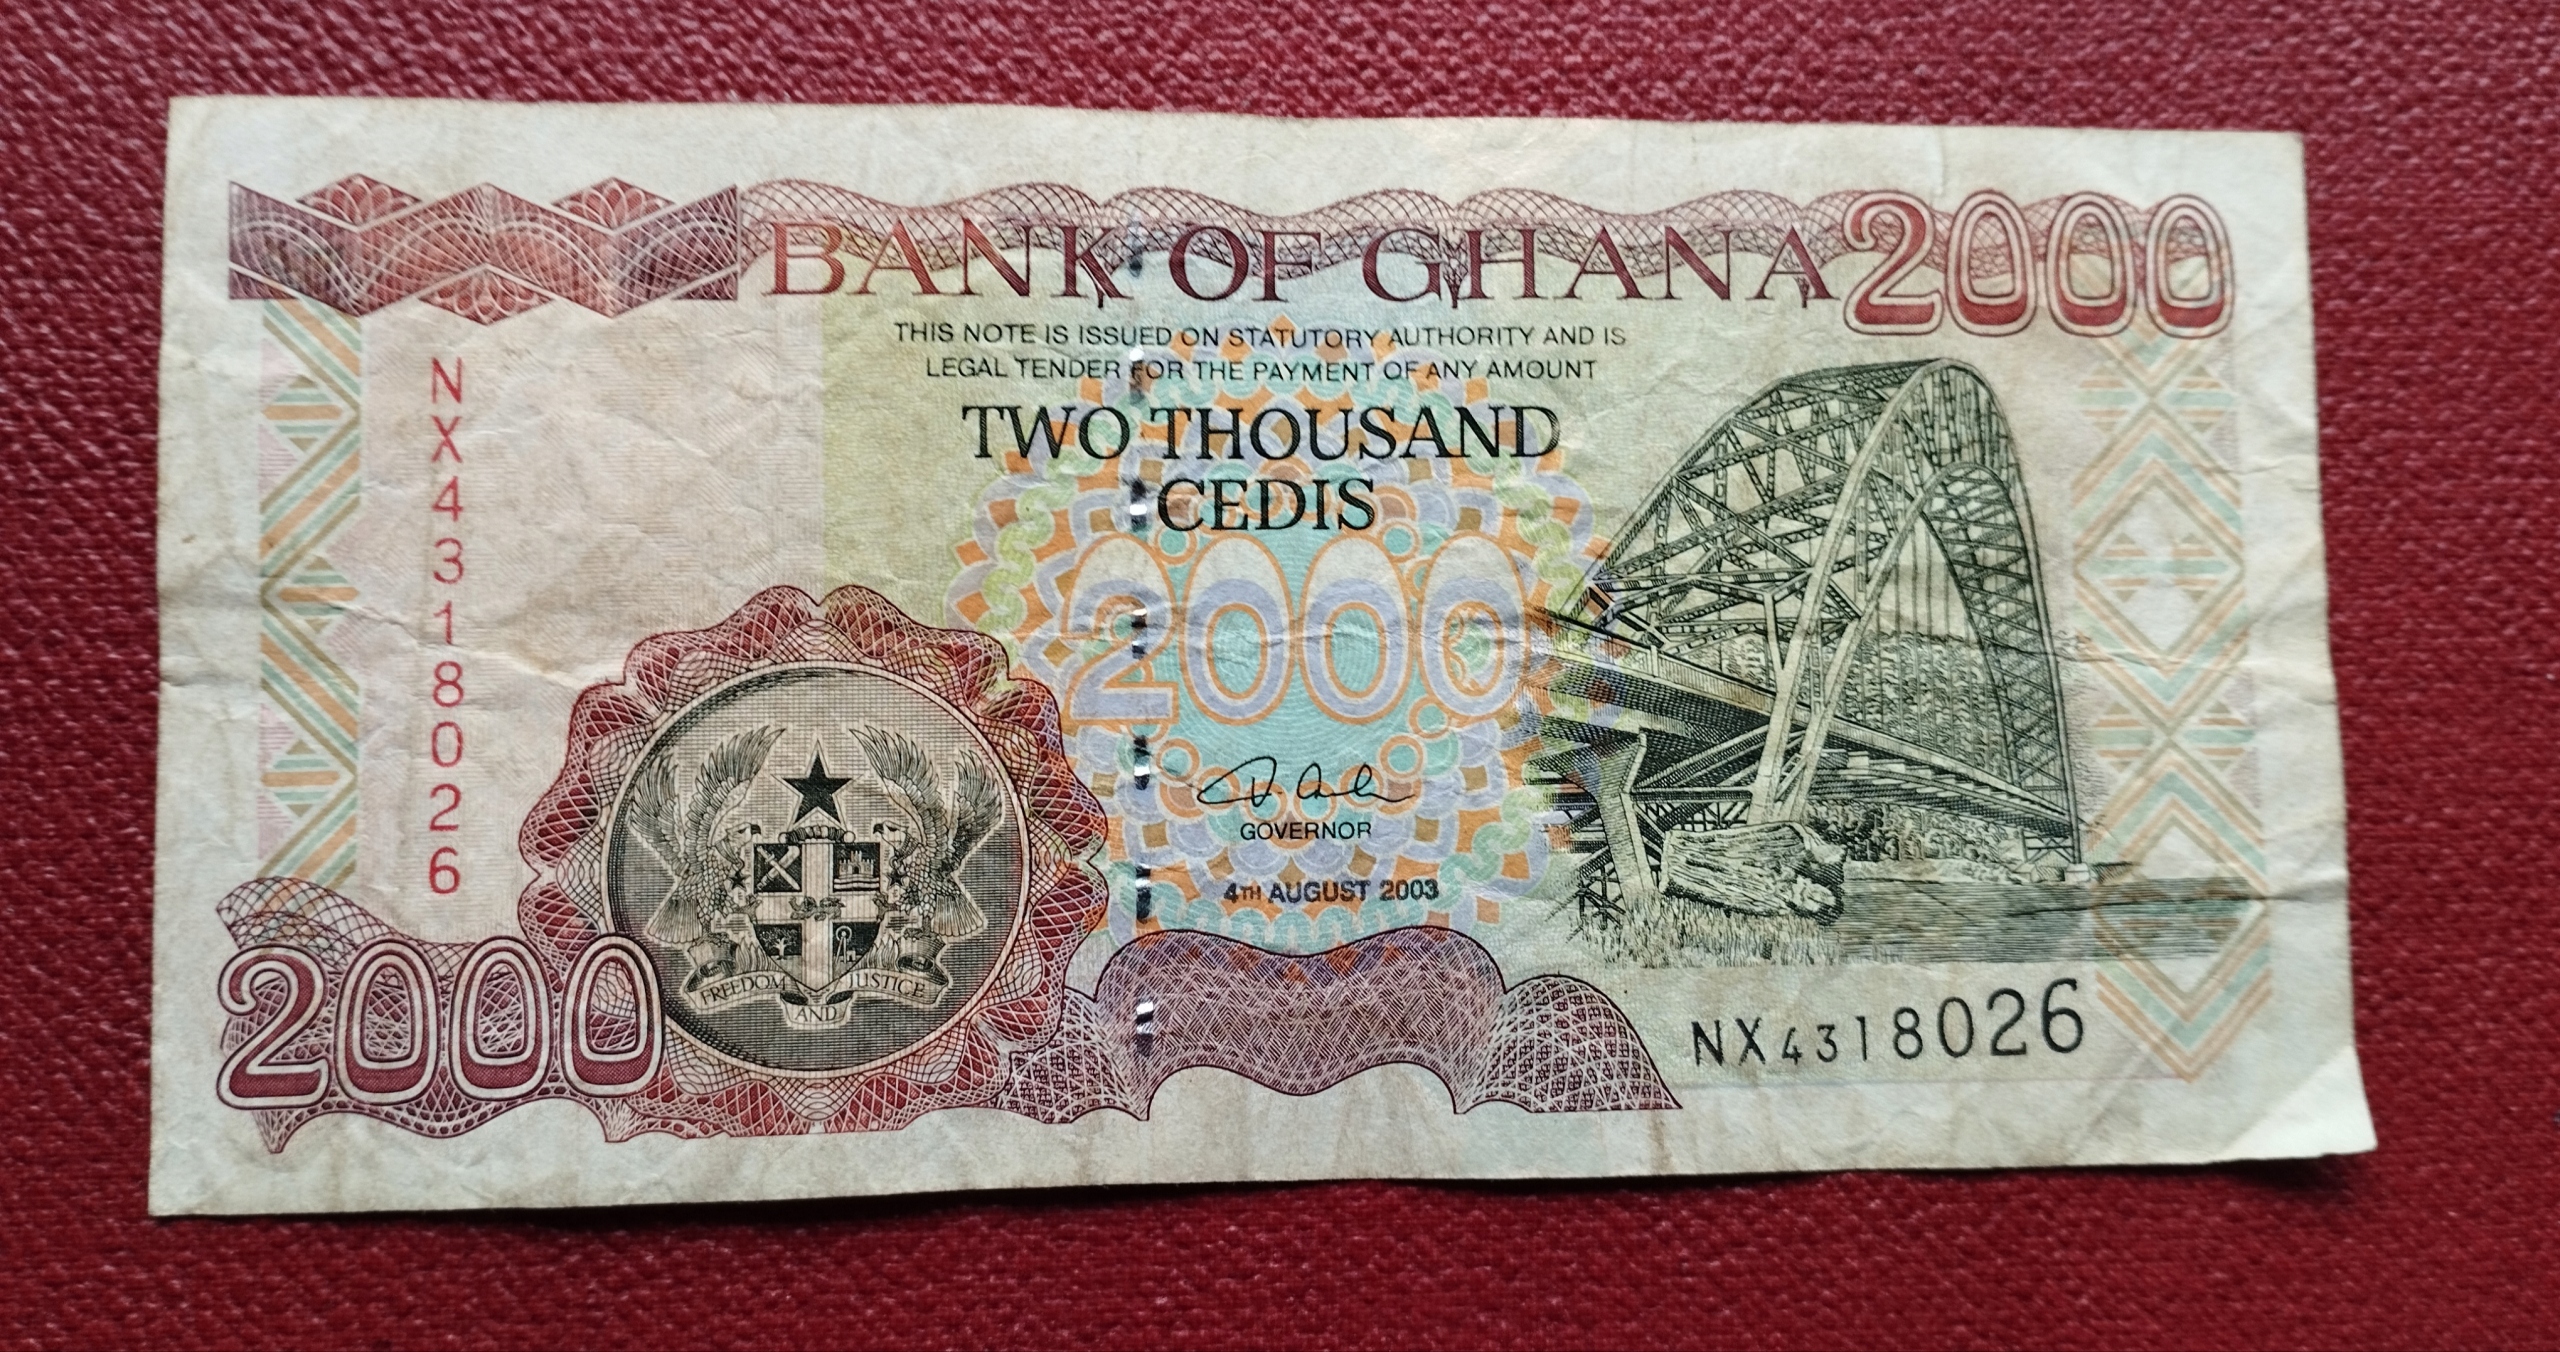 BANK OF GHANA 2000
THIS NOTE IS ISSUED ON STATUTORY AUTHORITY AND IS
LEGAL TENDER FOR THE PAYMENT OF ANY AMOUNT
TWO THOUSAND
CEDIS
NX4318026
2000
GOVERNOR
4TH AUGUST 2003
FREEDOM AND JUSTICE
2000
NX4318026